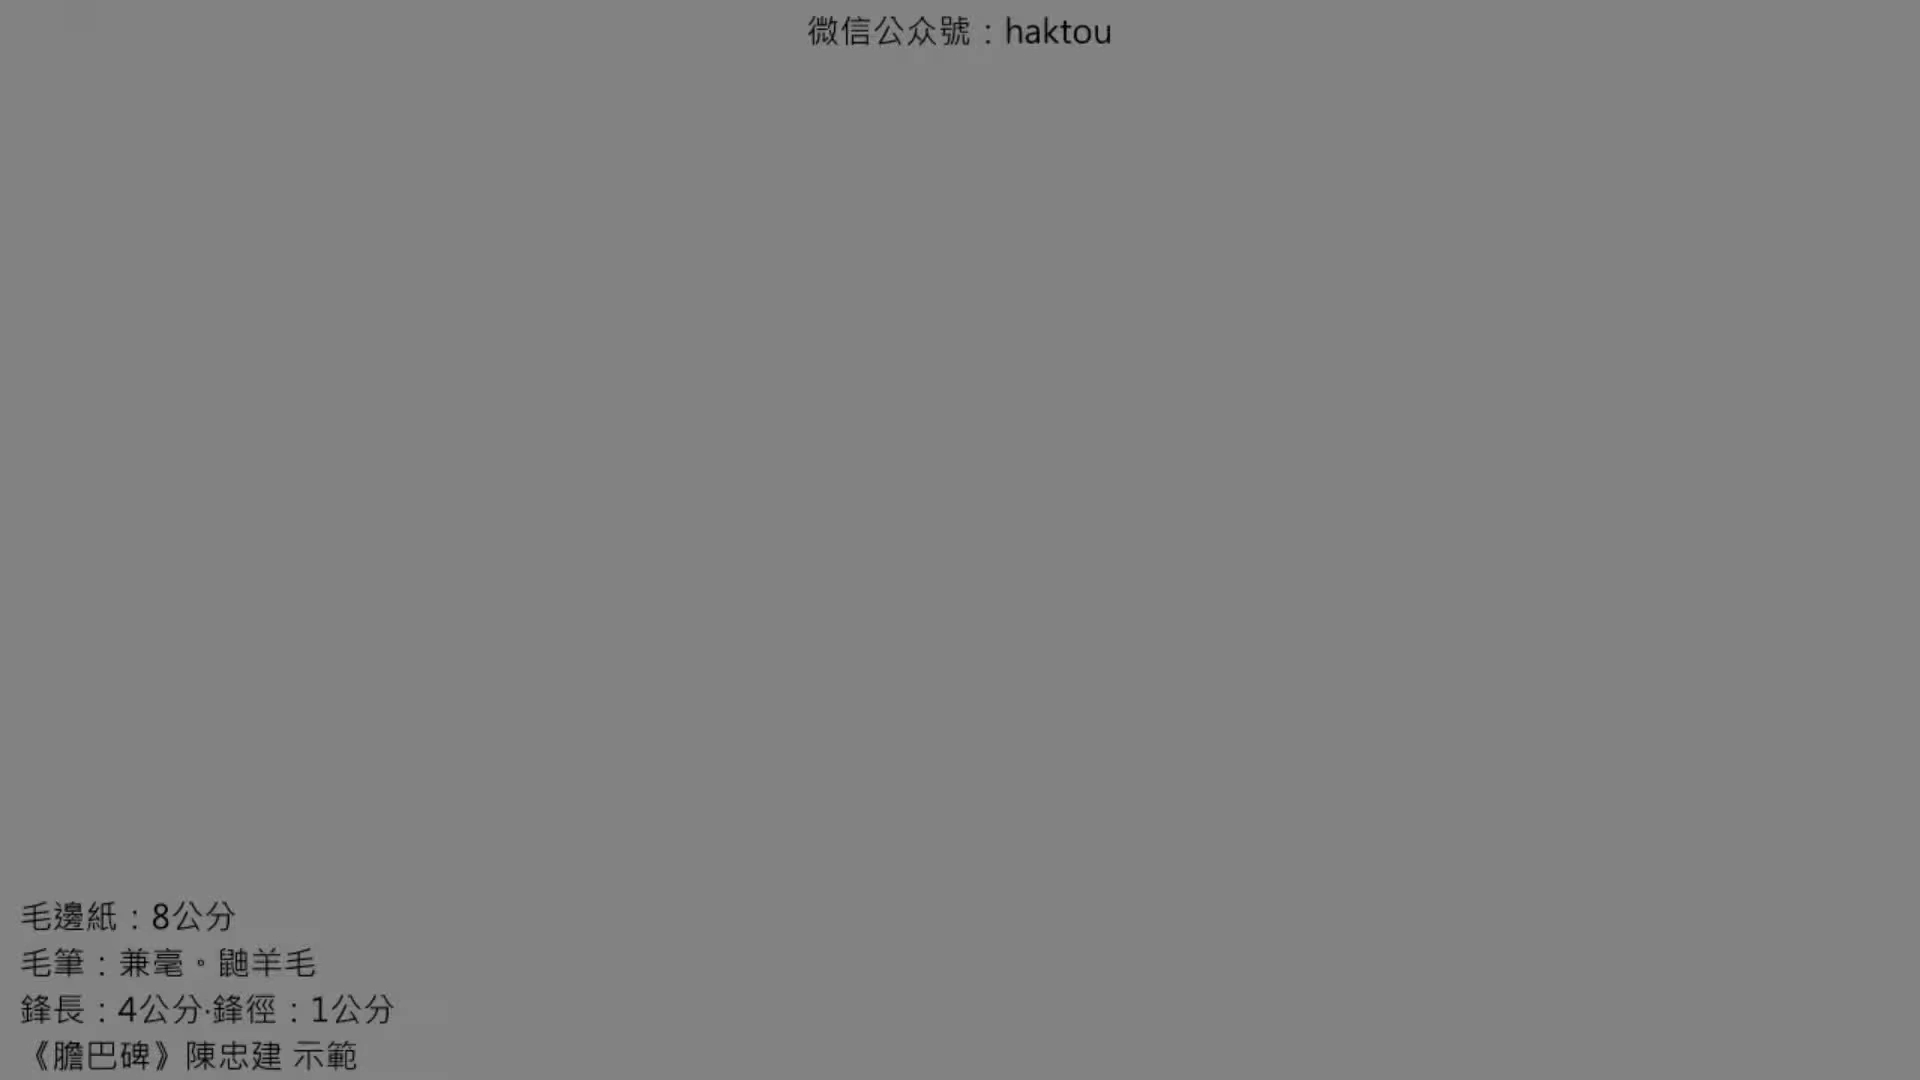 微信公众號：haktou
毛邊紙：8公分
毛筆：兼毫。鼬羊毛
鋒長：4公分·鋒徑：1公分
《膽巴碑》陳忠建 示範